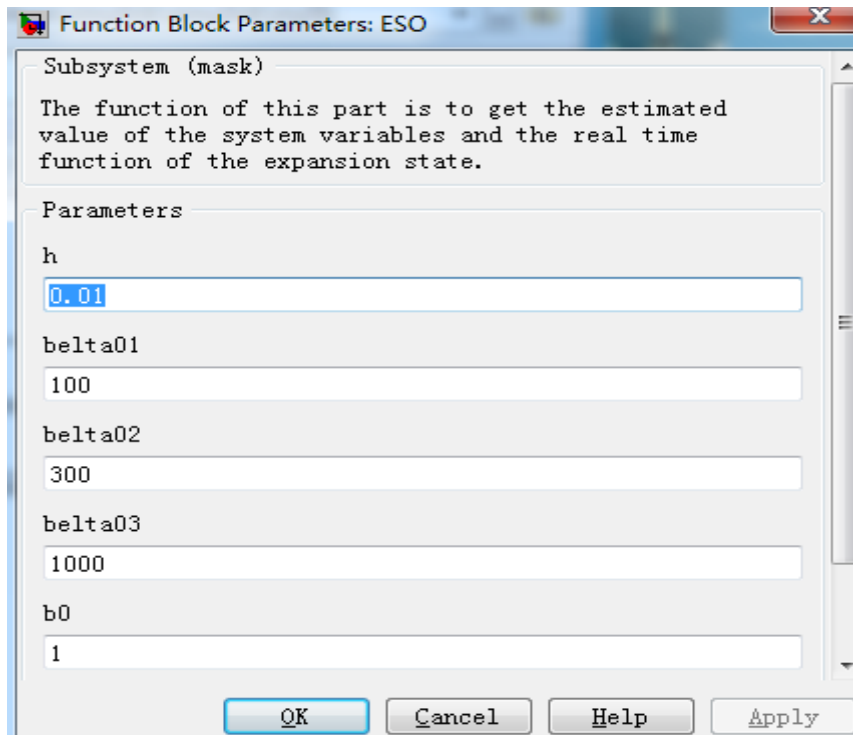 Function Block Parameters: ESO
Subsystem (mask)
The function of this part is to get the estimated
value of the system variables and the real time
function of the expansion state.
Parameters
h
0.01
belta01
100
belta02
300
belta03
1000
b0
1
OK Cancel Help Apply